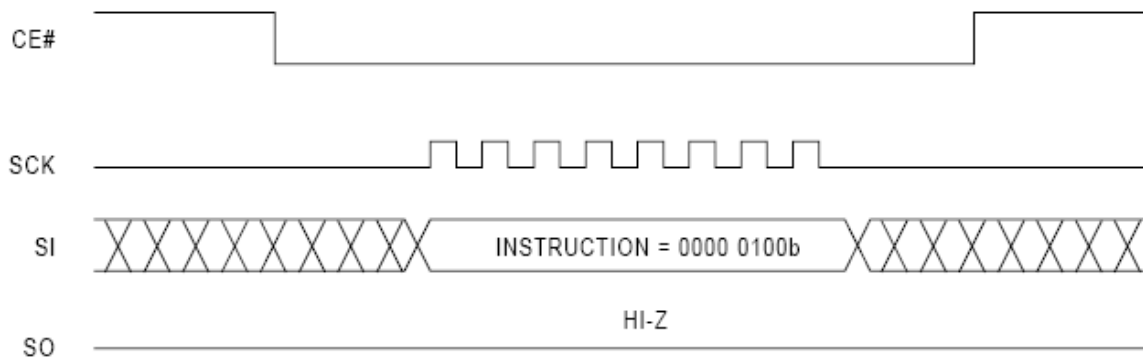 CE#
SCK
SI
INSTRUCTION = 0000 0100b
HI-Z
SO